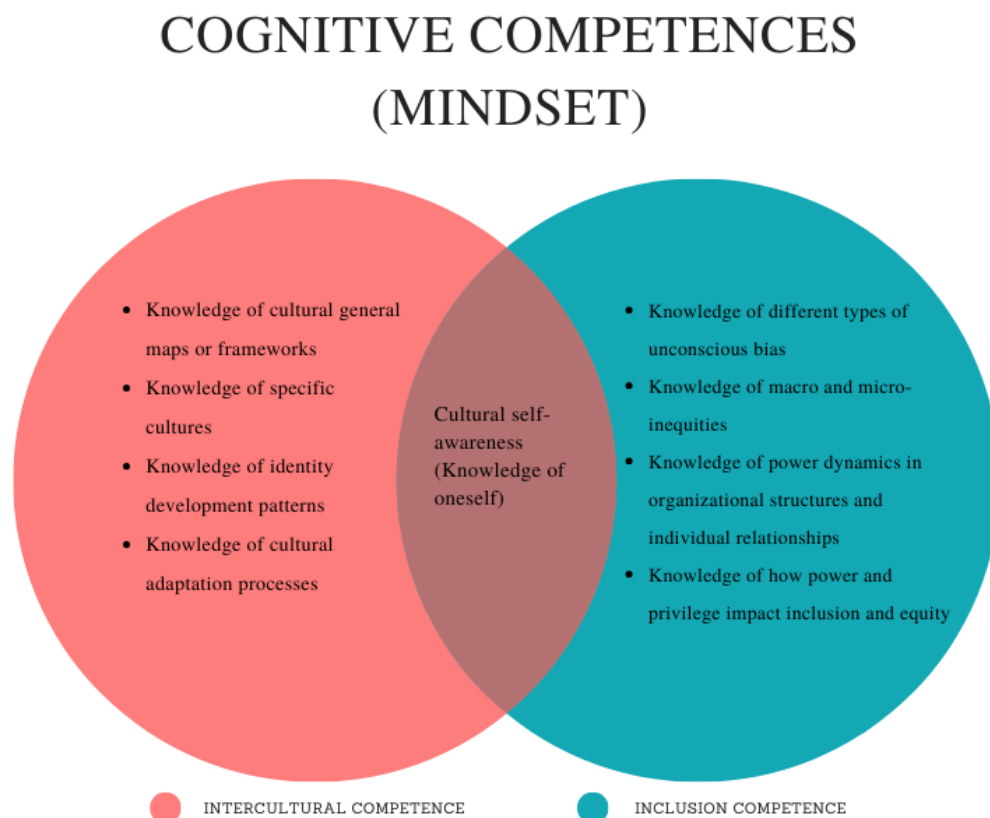 COGNITIVE COMPETENCES
(MINDSET)
• Knowledge of cultural general
maps or frameworks
• Knowledge of specific
cultures
• Knowledge of identity
development patterns
• Knowledge of cultural
adaptation processes
Cultural self-
awareness
(Knowledge of
oneself)
• Knowledge of different types of
unconscious bias
• Knowledge of macro and micro-
inequities
• Knowledge of power dynamics in
organizational structures and
individual relationships
• Knowledge of how power and
privilege impact inclusion and equity
INTERCULTURAL COMPETENCE
INCLUSION COMPETENCE